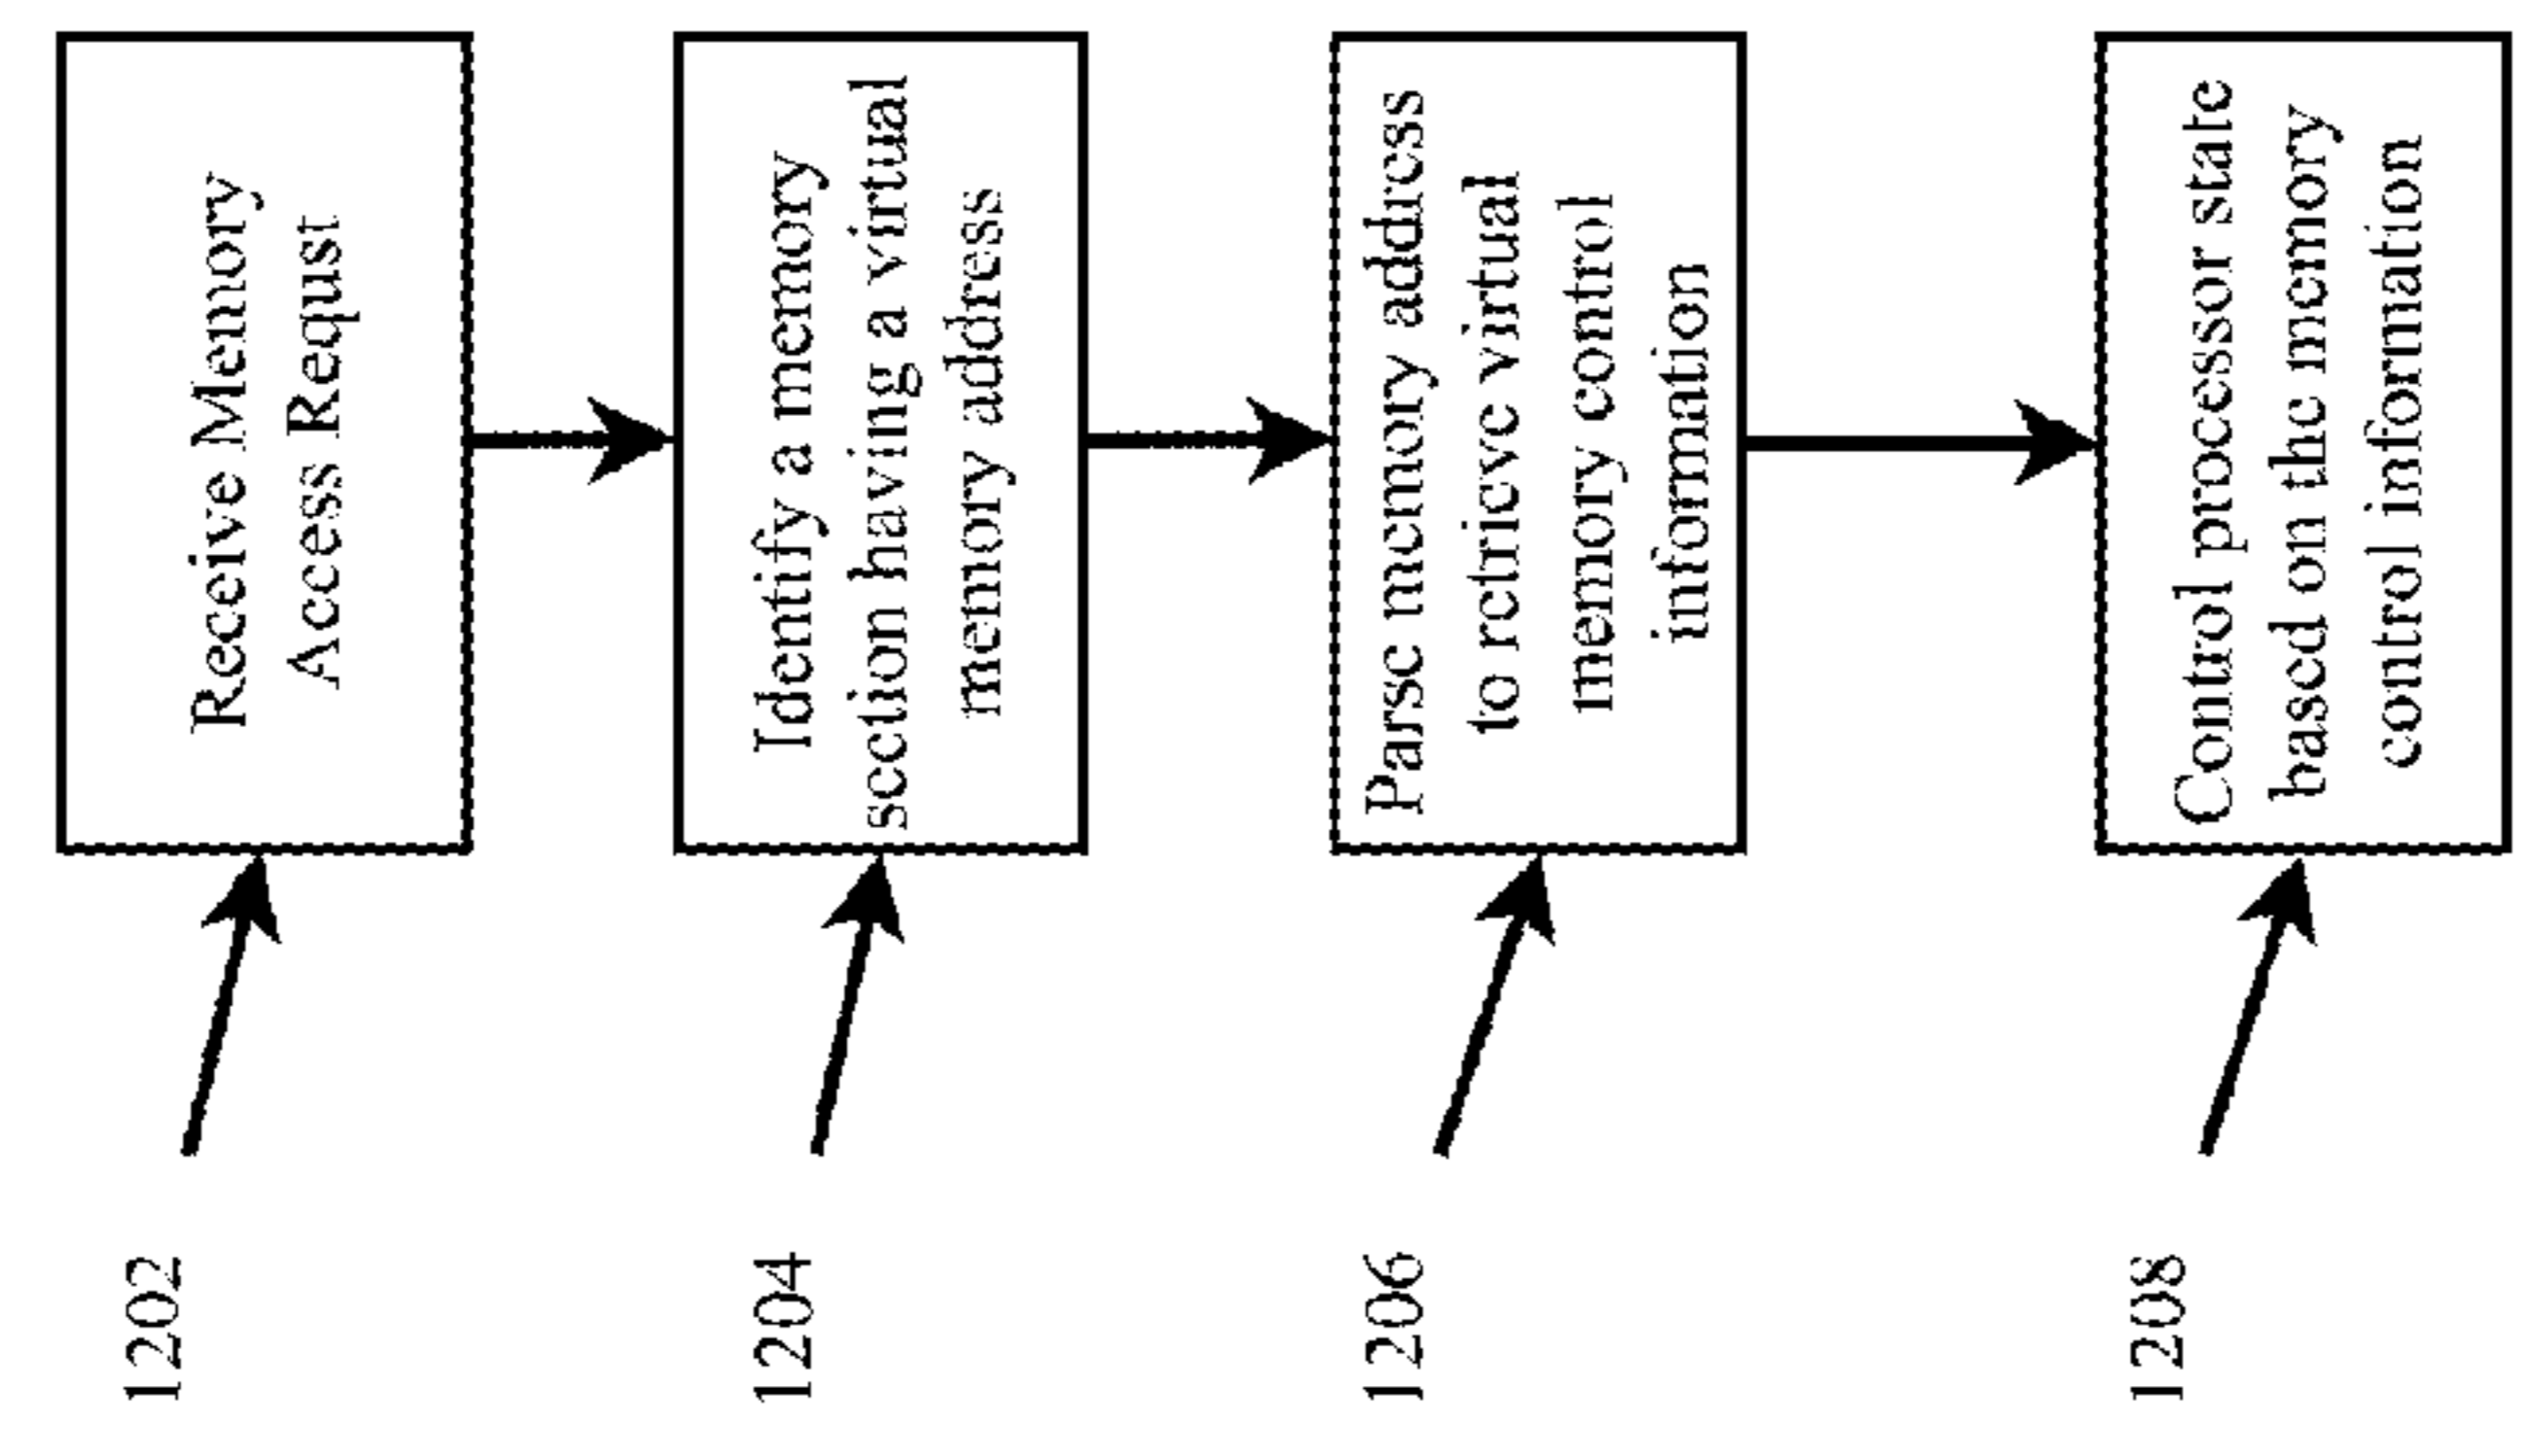 1202
Receive Memory
Access Requst
1204
Identify a memory
section having a virtual
memory address
1206
Parse memory address
to retrieve virtual
memory control
information
1208
Control processor state
based on the memory
control information